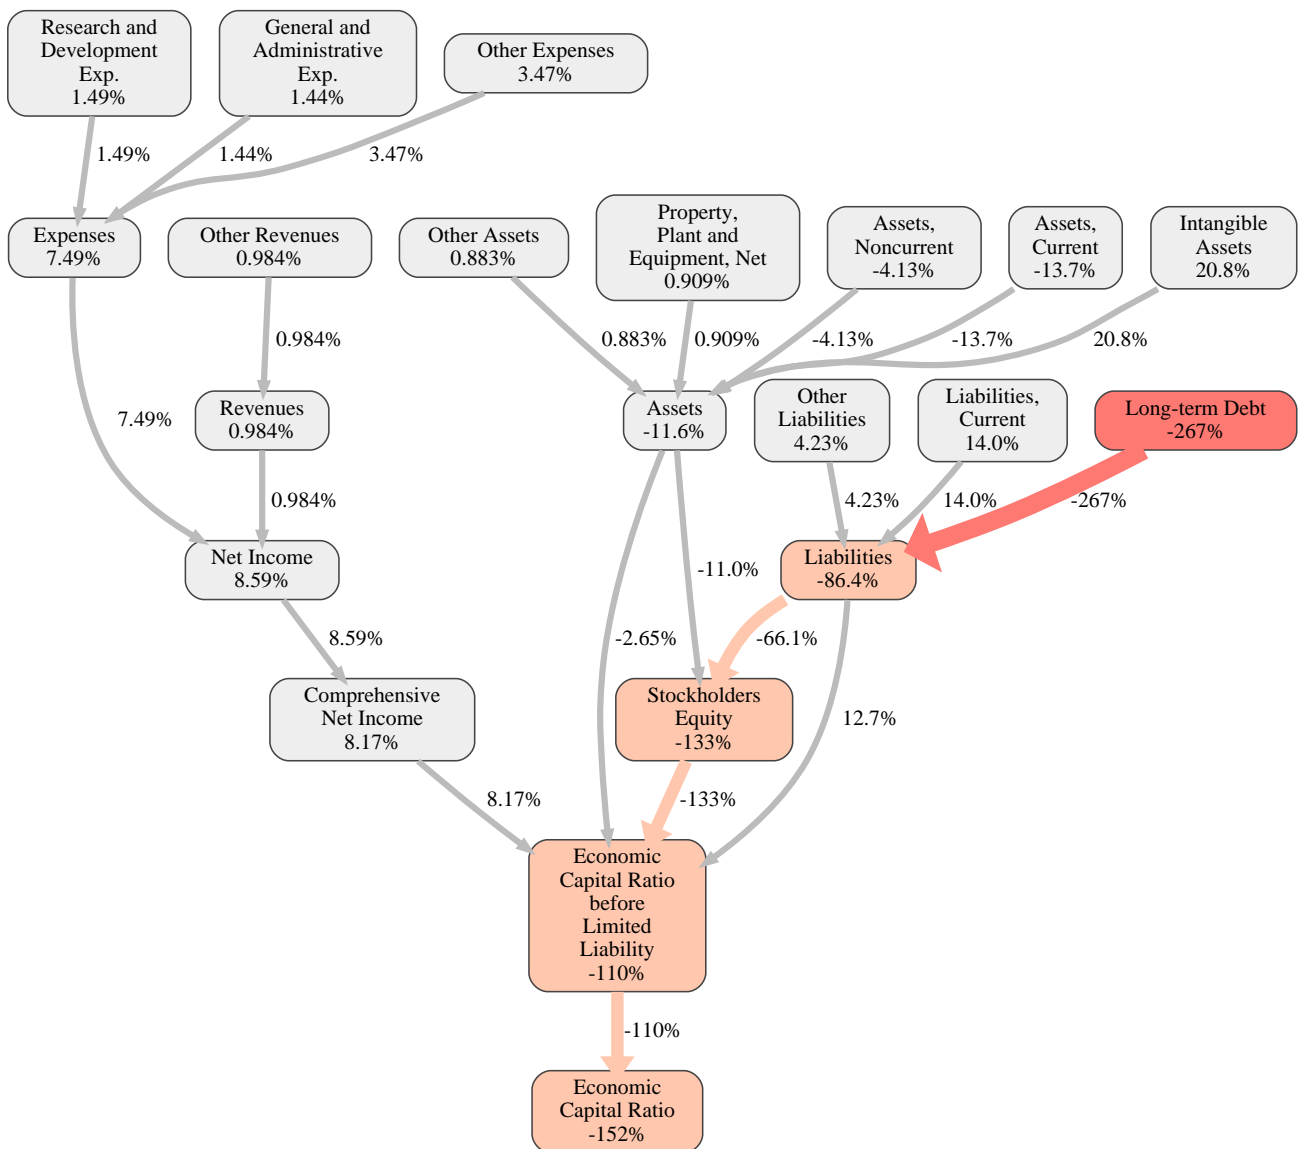 Research and
Development
Exp.
1.49%
General and
Administrative
Exp.
1.44%
Other Expenses
3.47%
1.49%
1.44%
3.47%
Expenses
7.49%
Other Revenues
0.984%
Other Assets
0.883%
Property,
Plant and
Equipment, Net
0.909%
Assets,
Noncurrent
-4.13%
Assets,
Current
-13.7%
Intangible
Assets
20.8%
0.984%
0.883%
0.909%
-4.13%
-13.7%
20.8%
7.49%
Revenues
0.984%
Assets
-11.6%
Other
Liabilities
4.23%
Liabilities,
Current
14.0%
Long-term Debt
-267%
0.984%
4.23%
14.0%
-267%
Net Income
8.59%
-11.0%
Liabilities
-86.4%
8.59%
-2.65%
-66.1%
Comprehensive
Net Income
8.17%
Stockholders
Equity
-133%
12.7%
8.17%
-133%
Economic
Capital Ratio
before
Limited
Liability
-110%
-110%
Economic
Capital Ratio
-152%